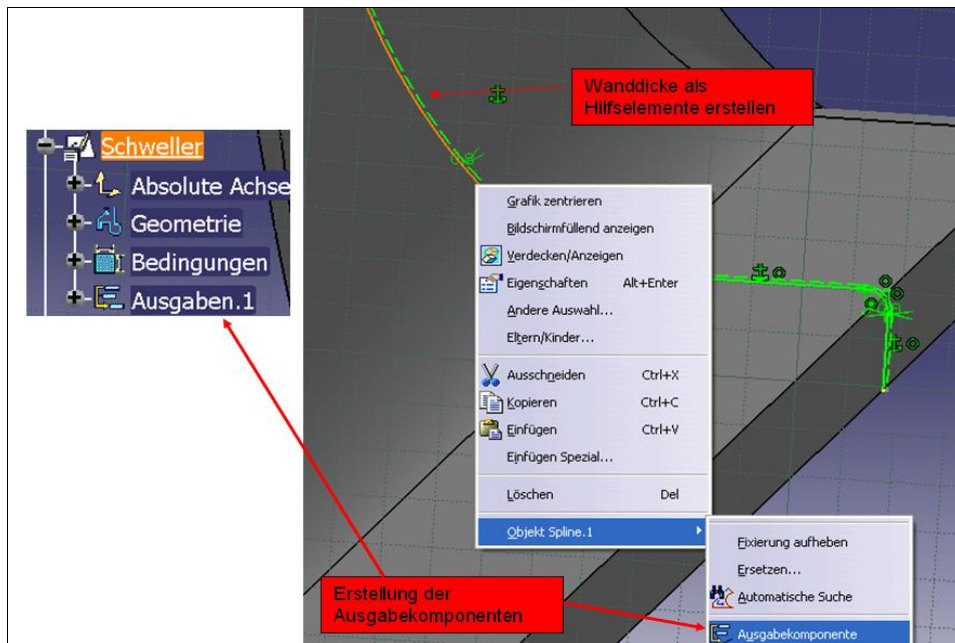 Wanddicke als
Hilfselemente erstellen
Schweller
Absolute Achse
Geometrie
Bedingungen
Ausgaben.1
Grafik zentrieren
Bildschirmfüllend anzeigen
Verdecken/Anzeigen
Eigenschaften Alt+Enter
Andere Auswahl...
Eltern/Kinder...
Ausschneiden Ctrl+X
Kopieren Ctrl+C
Einfügen Ctrl+V
Einfügen Spezial...
Löschen Del
Objekt Spline.1
Fixierung aufheben
Ersetzen...
Automatische Suche
Ausgabekomponente
Erstellung der
Ausgabekomponenten